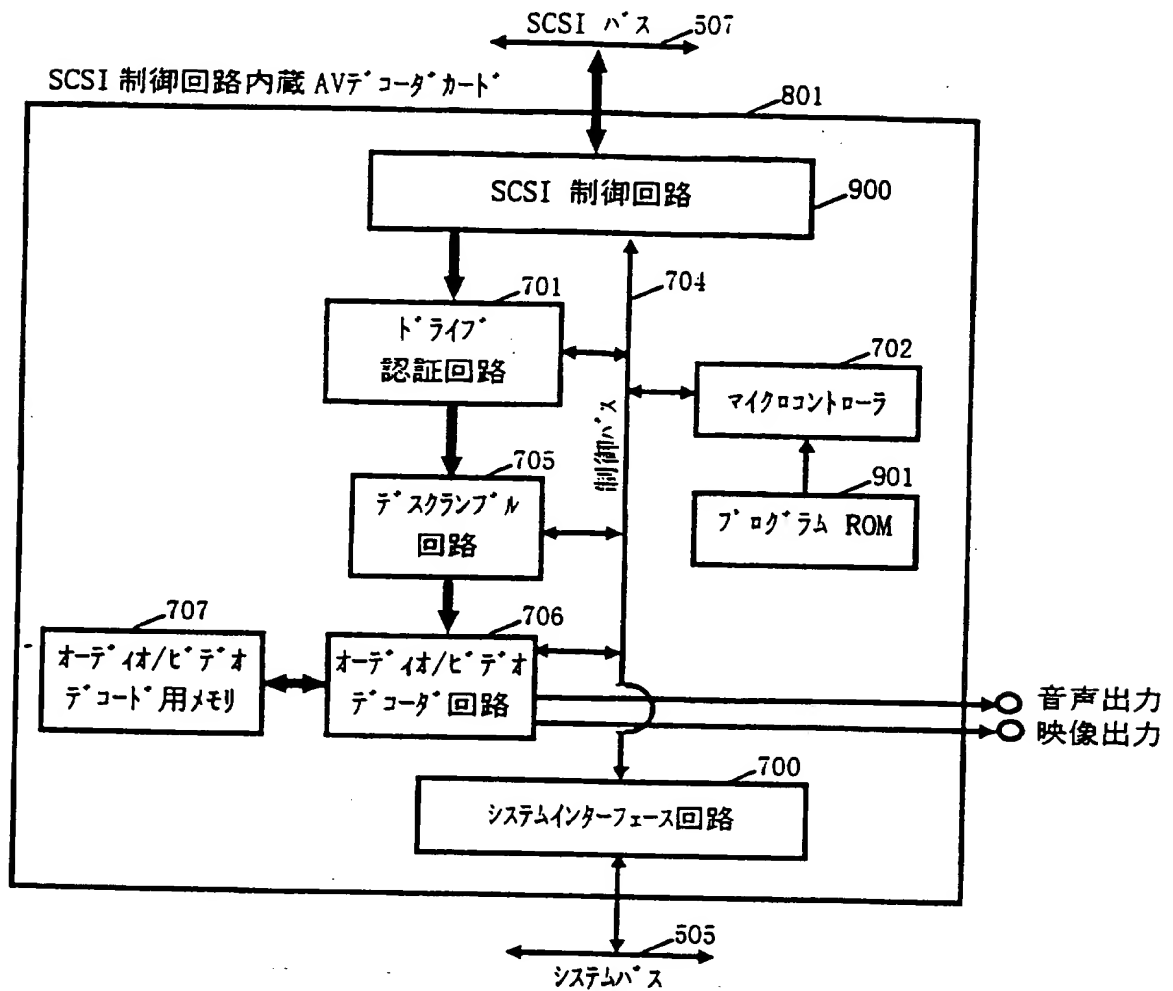 SCSI バス
507
SCSI 制御回路内蔵 AVデコーダカード
801
SCSI 制御回路
900
701
704
ドライブ
認証回路
702
マイクロコントローラ
制御バス
705
901
デスクランブル
回路
プログラム ROM
707
706
オーディオ/ビデオ
デコード用メモリ
オーディオ/ビデオ
デコーダ回路
音声出力
映像出力
700
システムインターフェース回路
505
システムバス